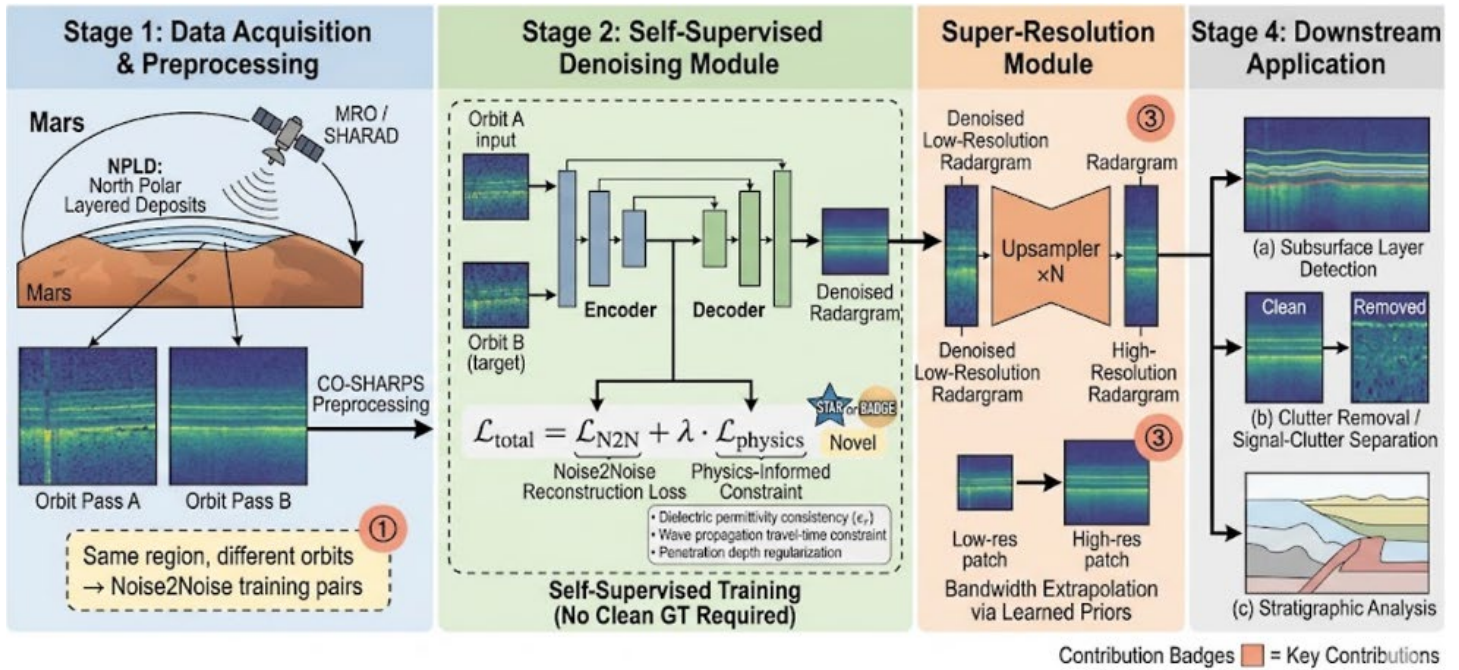 Stage 1: Data Acquisition
& Preprocessing
Mars
MRO /
SHARAD
NPLD:
North Polar
Layered Deposits
Mars
CO-SHARPS
Preprocessing
Orbit Pass A
Orbit Pass B
①
Same region, different orbits
→ Noise2Noise training pairs
Stage 2: Self-Supervised
Denoising Module
Orbit A
input
Orbit B
(target)
Encoder
Decoder
Denoised
Radargram
STAR or BADGE
Novel
ℒtotal = ℒN2N + λ · ℒphysics
Noise2Noise
Reconstruction Loss
Physics-Informed
Constraint
• Dielectric permittivity consistency (ϵr)
• Wave propagation travel-time constraint
• Penetration depth regularization
Self-Supervised Training
(No Clean GT Required)
Super-Resolution
Module
③
Denoised
Low-Resolution
Radargram
Radargram
Upsampler
×N
Denoised
Low-Resolution
Radargram
High-
Resolution
Radargram
③
Low-res
patch
High-res
patch
Bandwidth Extrapolation
via Learned Priors
Stage 4: Downstream
Application
(a) Subsurface Layer
Detection
Clean
Removed
(b) Clutter Removal /
Signal-Clutter Separation
(c) Stratigraphic Analysis
Contribution Badges = Key Contributions